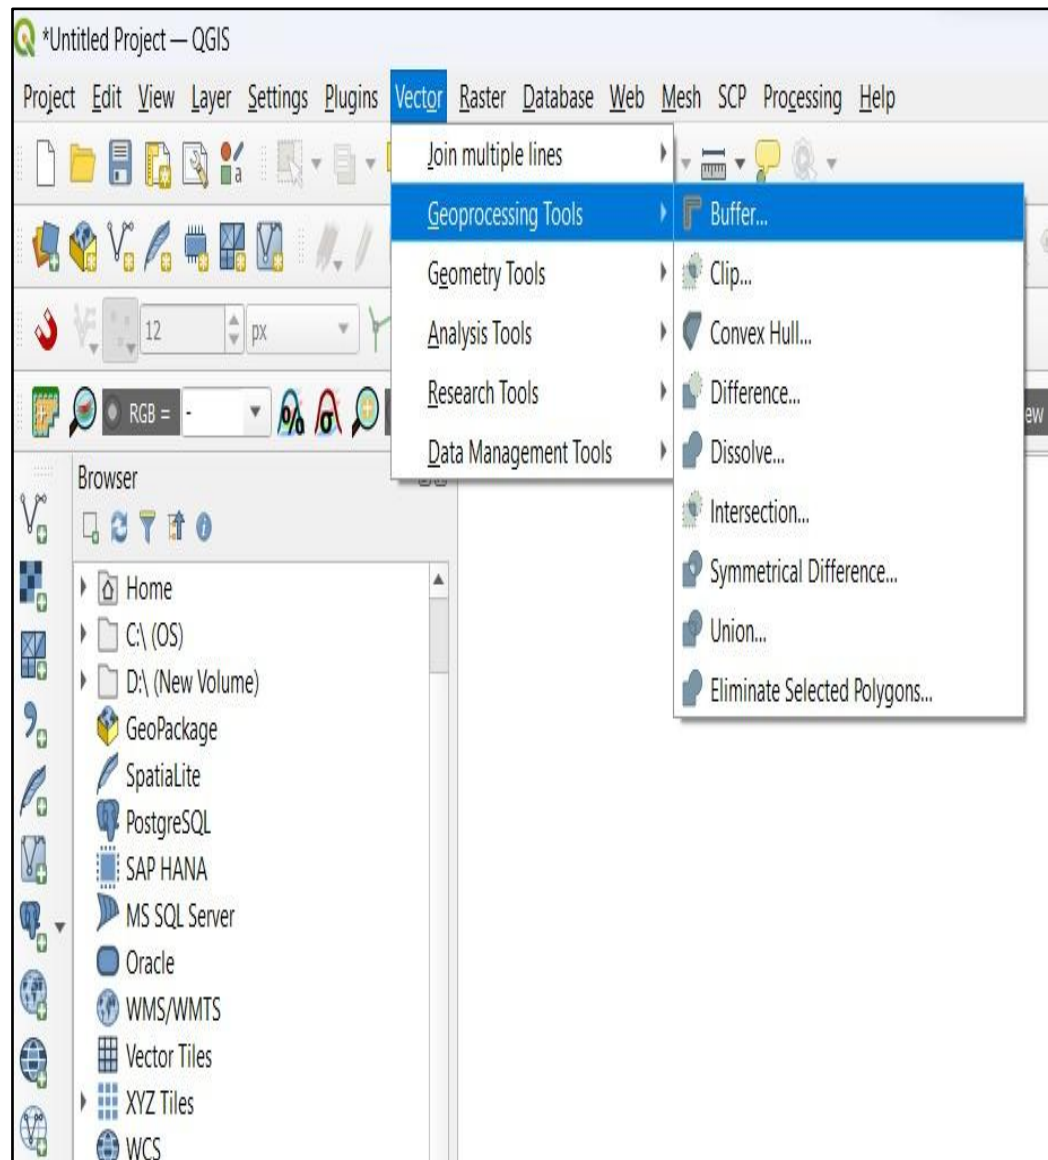 *Untitled Project — QGIS
Project Edit View Layer Settings Plugins Vector Raster Database Web Mesh SCP Processing Help
Join multiple lines
Geoprocessing Tools
Geometry Tools
Analysis Tools
Research Tools
Data Management Tools
Buffer...
Clip...
Convex Hull...
Difference...
Dissolve...
Intersection...
Symmetrical Difference...
Union...
Eliminate Selected Polygons...
a
12 px
RGB = - % σ
ew
Browser
Home
C:\ (OS)
D:\ (New Volume)
GeoPackage
SpatiaLite
PostgreSQL
SAP HANA
MS SQL Server
Oracle
WMS/WMTS
Vector Tiles
XYZ Tiles
WCS